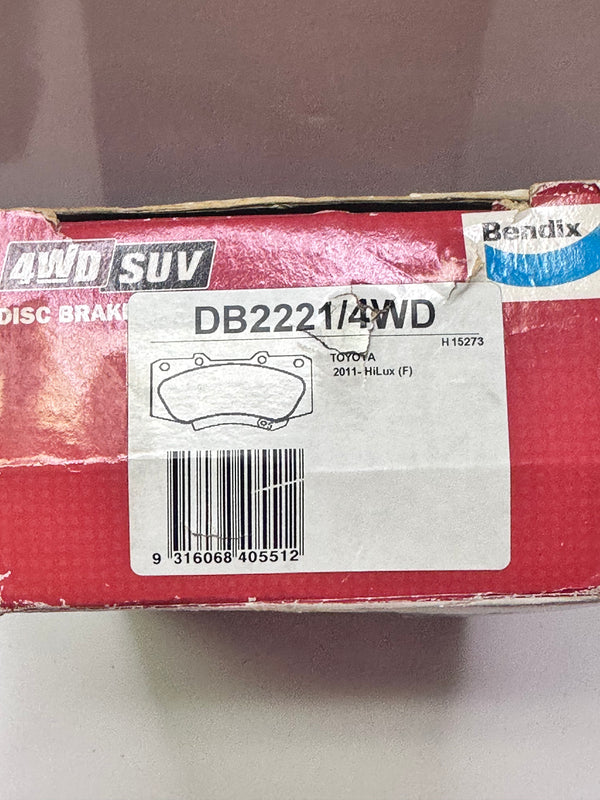 Bendix
4WD SUV
DISC BRAK
DB2221/4WD
H 15273
TOYOTA
2011- HiLux (F)
9 316068 405512